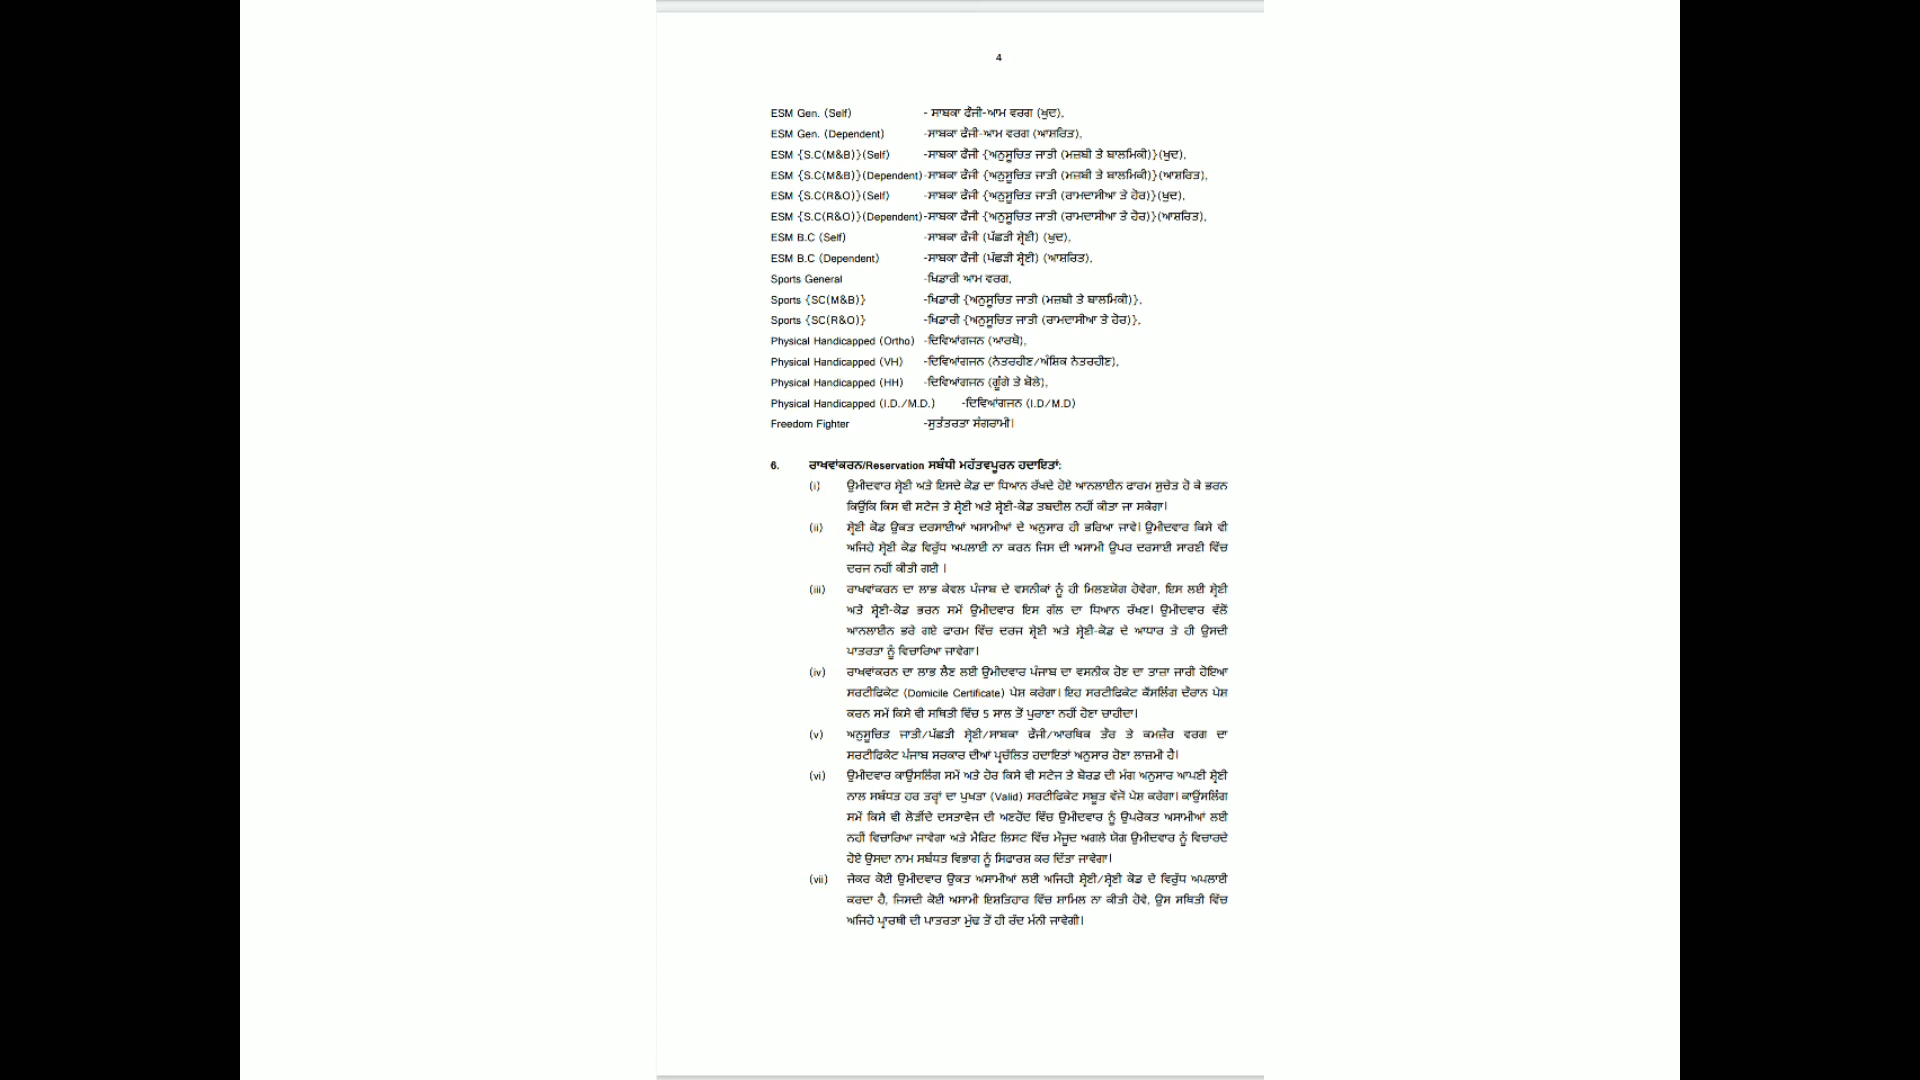 4
ESM Gen. (Self) - ਸਾਬਕਾ ਫੌਜੀ-ਆਮ ਵਰਗ (ਖੁਦ),
ESM Gen. (Dependent) -ਸਾਬਕਾ ਫੌਜੀ-ਆਮ ਵਰਗ (ਆਸ਼ਰਿਤ),
ESM {S.C(M&B)}(Self) -ਸਾਬਕਾ ਫੌਜੀ {ਅਨੁਸੂਚਿਤ ਜਾਤੀ (ਮਜ਼ਬੀ ਤੇ ਬਾਲਮਿਕੀ)}(ਖੁਦ),
ESM {S.C(M&B)}(Dependent)-ਸਾਬਕਾ ਫੌਜੀ {ਅਨੁਸੂਚਿਤ ਜਾਤੀ (ਮਜ਼ਬੀ ਤੇ ਬਾਲਮਿਕੀ)}(ਆਸ਼ਰਿਤ),
ESM {S.C(R&O)}(Self) -ਸਾਬਕਾ ਫੌਜੀ {ਅਨੁਸੂਚਿਤ ਜਾਤੀ (ਰਾਮਦਾਸੀਆ ਤੇ ਹੋਰ)}(ਖੁਦ),
ESM {S.C(R&O)}(Dependent)-ਸਾਬਕਾ ਫੌਜੀ {ਅਨੁਸੂਚਿਤ ਜਾਤੀ (ਰਾਮਦਾਸੀਆ ਤੇ ਹੋਰ)}(ਆਸ਼ਰਿਤ),
ESM B.C (Self) -ਸਾਬਕਾ ਫੌਜੀ (ਪੱਛੜੀ ਸ਼੍ਰੇਣੀ) (ਖੁਦ),
ESM B.C (Dependent) -ਸਾਬਕਾ ਫੌਜੀ (ਪੱਛੜੀ ਸ਼੍ਰੇਣੀ) (ਆਸ਼ਰਿਤ),
Sports General -ਖਿਡਾਰੀ ਆਮ ਵਰਗ,
Sports {SC(M&B)} -ਖਿਡਾਰੀ {ਅਨੁਸੂਚਿਤ ਜਾਤੀ (ਮਜ਼ਬੀ ਤੇ ਬਾਲਮਿਕੀ)},
Sports {SC(R&O)} -ਖਿਡਾਰੀ {ਅਨੁਸੂਚਿਤ ਜਾਤੀ (ਰਾਮਦਾਸੀਆ ਤੇ ਹੋਰ)},
Physical Handicapped (Ortho) -ਦਿਵਿਆਂਗਜਨ (ਆਰਥੋ),
Physical Handicapped (VH) -ਦਿਵਿਆਂਗਜਨ (ਨੇਤਰਹੀਣ/ਅੰਸ਼ਿਕ ਨੇਤਰਹੀਣ),
Physical Handicapped (HH) -ਦਿਵਿਆਂਗਜਨ (ਗੂੰਗੇ ਤੇ ਬੋਲੇ),
Physical Handicapped (I.D./M.D.) -ਦਿਵਿਆਂਗਜਨ (I.D/M.D)
Freedom Fighter -ਸੁਤੰਤਰਤਾ ਸੰਗਰਾਮੀ।
6. ਰਾਖਵਾਂਕਰਨ/Reservation ਸਬੰਧੀ ਮਹੱਤਵਪੂਰਨ ਹਦਾਇਤਾਂ:
(i) ਉਮੀਦਵਾਰ ਸ਼੍ਰੇਣੀ ਅਤੇ ਇਸਦੇ ਕੋਡ ਦਾ ਧਿਆਨ ਰੱਖਦੇ ਹੋਏ ਆਨਲਾਈਨ ਫਾਰਮ ਸੁਚੇਤ ਹੋ ਕੇ ਭਰਨ
ਕਿਉਂਕਿ ਕਿਸ ਵੀ ਸਟੇਜ ਤੇ ਸ਼੍ਰੇਣੀ ਅਤੇ ਸ਼੍ਰੇਣੀ-ਕੋਡ ਤਬਦੀਲ ਨਹੀਂ ਕੀਤਾ ਜਾ ਸਕੇਗਾ।
(ii) ਸ਼੍ਰੇਣੀ ਕੋਡ ਉਕਤ ਦਰਸਾਈਆਂ ਅਸਾਮੀਆਂ ਦੇ ਅਨੁਸਾਰ ਹੀ ਭਰਿਆ ਜਾਵੇ। ਉਮੀਦਵਾਰ ਕਿਸੇ ਵੀ
ਅਜਿਹੇ ਸ਼੍ਰੇਣੀ ਕੋਡ ਵਿਰੁੱਧ ਅਪਲਾਈ ਨਾ ਕਰਨ ਜਿਸ ਦੀ ਅਸਾਮੀ ਉਪਰ ਦਰਸਾਈ ਸਾਰਣੀ ਵਿੱਚ
ਦਰਜ ਨਹੀਂ ਕੀਤੀ ਗਈ ।
(iii) ਰਾਖਵਾਂਕਰਨ ਦਾ ਲਾਭ ਕੇਵਲ ਪੰਜਾਬ ਦੇ ਵਸਨੀਕਾਂ ਨੂੰ ਹੀ ਮਿਲਣਯੋਗ ਹੋਵੇਗਾ, ਇਸ ਲਈ ਸ਼੍ਰੇਣੀ
ਅਤੇ ਸ਼੍ਰੇਣੀ-ਕੋਡ ਭਰਨ ਸਮੇਂ ਉਮੀਦਵਾਰ ਇਸ ਗੱਲ ਦਾ ਧਿਆਨ ਰੱਖਣ। ਉਮੀਦਵਾਰ ਵੱਲੋਂ
ਆਨਲਾਈਨ ਭਰੇ ਗਏ ਫਾਰਮ ਵਿੱਚ ਦਰਜ ਸ਼੍ਰੇਣੀ ਅਤੇ ਸ਼੍ਰੇਣੀ-ਕੋਡ ਦੇ ਆਧਾਰ ਤੇ ਹੀ ਉਸਦੀ
ਪਾਤਰਤਾ ਨੂੰ ਵਿਚਾਰਿਆ ਜਾਵੇਗਾ।
(iv) ਰਾਖਵਾਂਕਰਨ ਦਾ ਲਾਭ ਲੈਣ ਲਈ ਉਮੀਦਵਾਰ ਪੰਜਾਬ ਦਾ ਵਸਨੀਕ ਹੋਣ ਦਾ ਤਾਜ਼ਾ ਜਾਰੀ ਹੋਇਆ
ਸਰਟੀਫਿਕੇਟ (Domicile Certificate) ਪੇਸ਼ ਕਰੇਗਾ। ਇਹ ਸਰਟੀਫਿਕੇਟ ਕੌਂਸਲਿੰਗ ਦੌਰਾਨ ਪੇਸ਼
ਕਰਨ ਸਮੇਂ ਕਿਸੇ ਵੀ ਸਥਿਤੀ ਵਿੱਚ 5 ਸਾਲ ਤੋਂ ਪੁਰਾਣਾ ਨਹੀਂ ਹੋਣਾ ਚਾਹੀਦਾ।
(v) ਅਨੁਸੂਚਿਤ ਜਾਤੀ/ਪੱਛੜੀ ਸ਼੍ਰੇਣੀ/ਸਾਬਕਾ ਫੌਜੀ/ਆਰਥਿਕ ਤੌਰ ਤੇ ਕਮਜ਼ੋਰ ਵਰਗ ਦਾ
ਸਰਟੀਫਿਕੇਟ ਪੰਜਾਬ ਸਰਕਾਰ ਦੀਆਂ ਪ੍ਰਚੱਲਿਤ ਹਦਾਇਤਾਂ ਅਨੁਸਾਰ ਹੋਣਾ ਲਾਜ਼ਮੀ ਹੈ।
(vi) ਉਮੀਦਵਾਰ ਕਾਉਂਸਲਿੰਗ ਸਮੇਂ ਅਤੇ ਹੋਰ ਕਿਸੇ ਵੀ ਸਟੇਜ ਤੇ ਬੋਰਡ ਦੀ ਮੰਗ ਅਨੁਸਾਰ ਆਪਣੀ ਸ਼੍ਰੇਣੀ
ਨਾਲ ਸਬੰਧਤ ਹਰ ਤਰ੍ਹਾਂ ਦਾ ਪੁਖਤਾ (Valid) ਸਰਟੀਫਿਕੇਟ ਸਬੂਤ ਵੱਜੋਂ ਪੇਸ਼ ਕਰੇਗਾ। ਕਾਉਂਸਲਿੰਗ
ਸਮੇਂ ਕਿਸੇ ਵੀ ਲੋੜੀਂਦੇ ਦਸਤਾਵੇਜ ਦੀ ਅਣਹੋਂਦ ਵਿੱਚ ਉਮੀਦਵਾਰ ਨੂੰ ਉਪਰੋਕਤ ਅਸਾਮੀਆਂ ਲਈ
ਨਹੀਂ ਵਿਚਾਰਿਆ ਜਾਵੇਗਾ ਅਤੇ ਮੈਰਿਟ ਲਿਸਟ ਵਿੱਚ ਮੌਜੂਦ ਅਗਲੇ ਯੋਗ ਉਮੀਦਵਾਰ ਨੂੰ ਵਿਚਾਰਦੇ
ਹੋਏ ਉਸਦਾ ਨਾਮ ਸਬੰਧਤ ਵਿਭਾਗ ਨੂੰ ਸਿਫਾਰਸ਼ ਕਰ ਦਿੱਤਾ ਜਾਵੇਗਾ।
(vii) ਜੇਕਰ ਕੋਈ ਉਮੀਦਵਾਰ ਉਕਤ ਅਸਾਮੀਆਂ ਲਈ ਅਜਿਹੀ ਸ਼੍ਰੇਣੀ/ਸ਼੍ਰੇਣੀ ਕੋਡ ਦੇ ਵਿਰੁੱਧ ਅਪਲਾਈ
ਕਰਦਾ ਹੈ, ਜਿਸਦੀ ਕੋਈ ਅਸਾਮੀ ਇਸ਼ਤਿਹਾਰ ਵਿੱਚ ਸ਼ਾਮਿਲ ਨਾ ਕੀਤੀ ਹੋਵੇ, ਉਸ ਸਥਿਤੀ ਵਿੱਚ
ਅਜਿਹੇ ਪ੍ਰਾਰਥੀ ਦੀ ਪਾਤਰਤਾ ਮੁੱਢ ਤੋਂ ਹੀ ਰੱਦ ਮੰਨੀ ਜਾਵੇਗੀ।